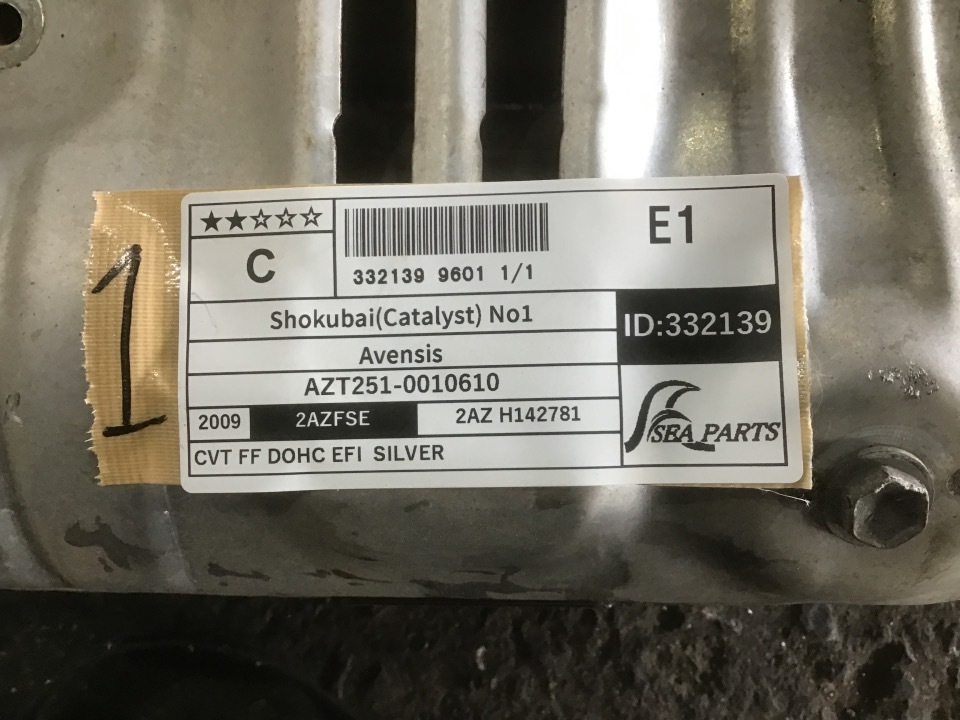 1
★★☆☆☆
C
332139 9601 1/1
E1
Shokubai(Catalyst) No1
ID:332139
Avensis
AZT251-0010610
2009 2AZFSE 2AZ H142781
CVT FF DOHC EFI SILVER
SEA PARTS